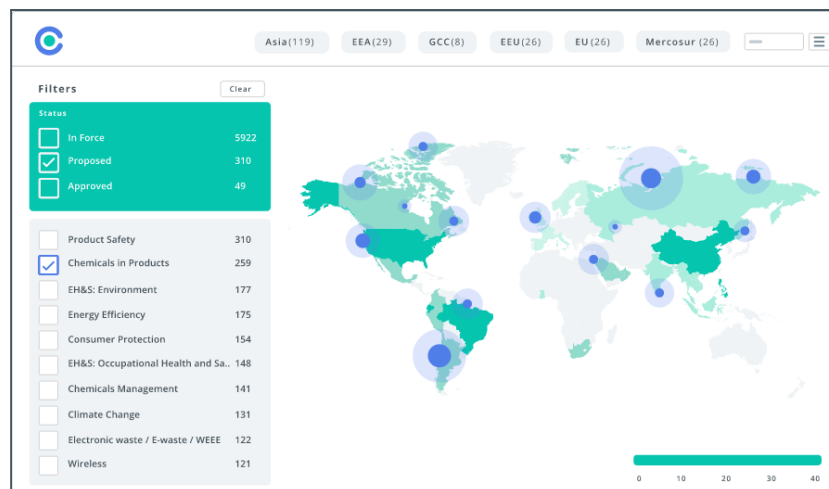 Asia(119) EEA(29) GCC(8) EEU(26) EU(26) Mercosur (26)
Filters Clear
Status
In Force 5922
Proposed 310
Approved 49
Product Safety 310
Chemicals in Products 259
EH&S: Environment 177
Energy Efficiency 175
Consumer Protection 154
EH&S: Occupational Health and Sa.. 148
Chemicals Management 141
Climate Change 131
Electronic waste / E-waste / WEEE 122
Wireless 121
0 10 20 30 40